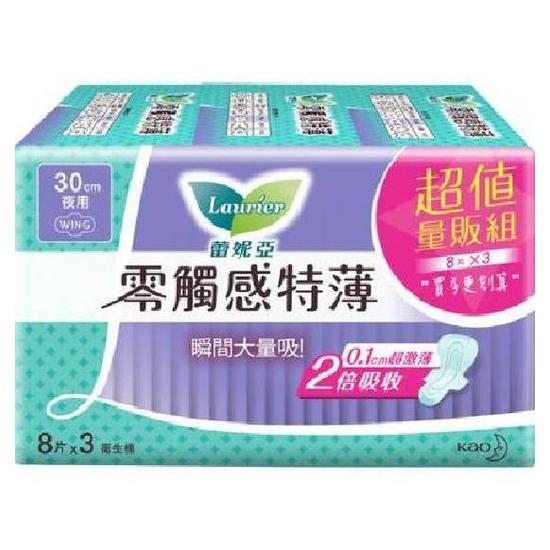 30cm
夜用
WING
Laurier
蕾妮亞
零觸感特薄
瞬間大量吸!
0.1cm超激薄
2倍吸收
超值
量販組
8片×3
"買多更划算"
8片×3 衛生棉
Kao